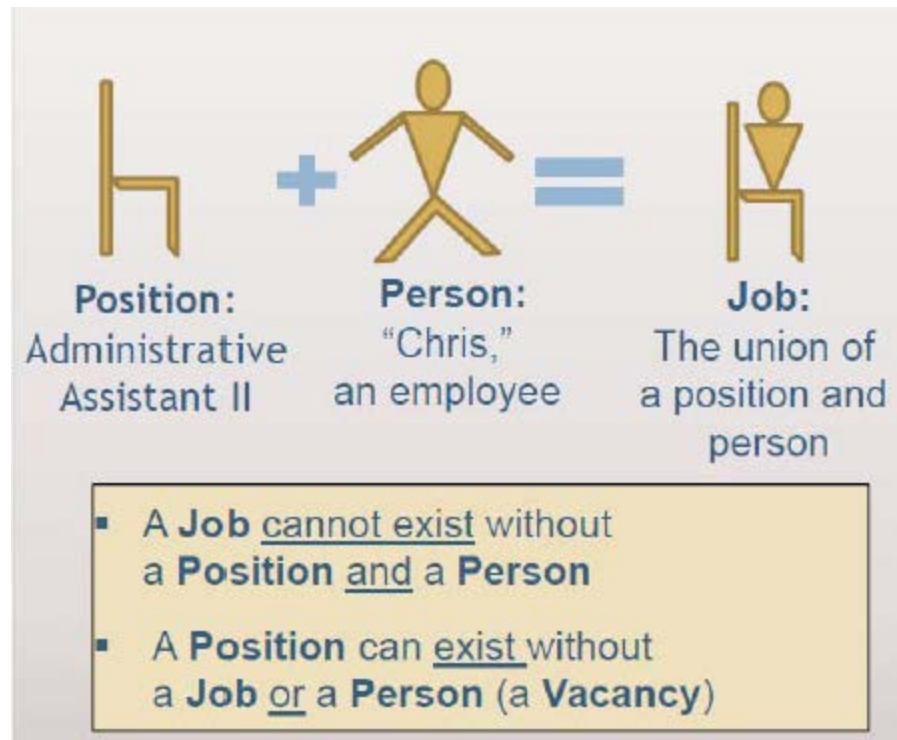 Position:
Administrative
Assistant II
Person:
“Chris,”
an employee
Job:
The union of
a position and
person
▪ A Job cannot exist without
a Position and a Person
▪ A Position can exist without
a Job or a Person (a Vacancy)